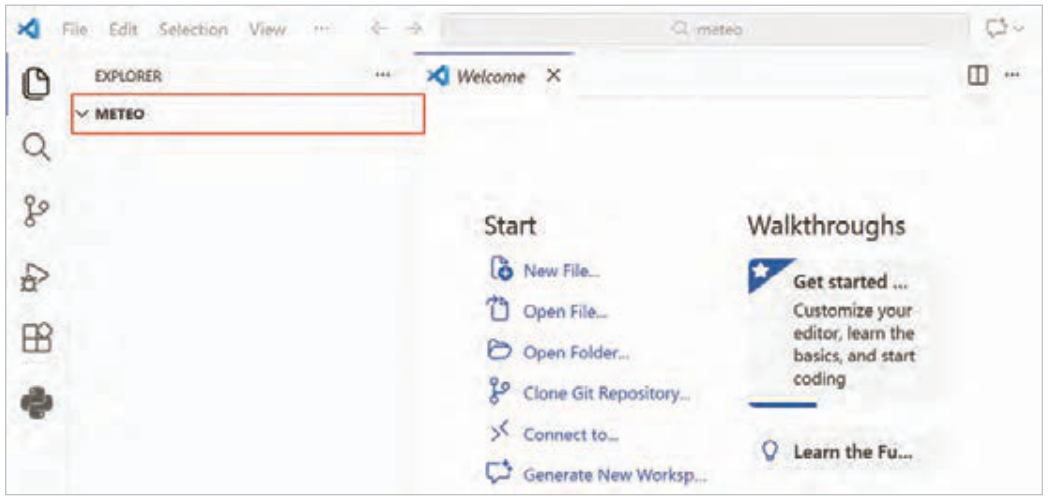 File Edit Selection View ... meteo
EXPLORER ...
Welcome ...
METEO
Start
New File...
Open File...
Open Folder...
Clone Git Repository...
Connect to...
Generate New Worksp...
Walkthroughs
Get started ...
Customize your
editor, learn the
basics, and start
coding
Learn the Fu...